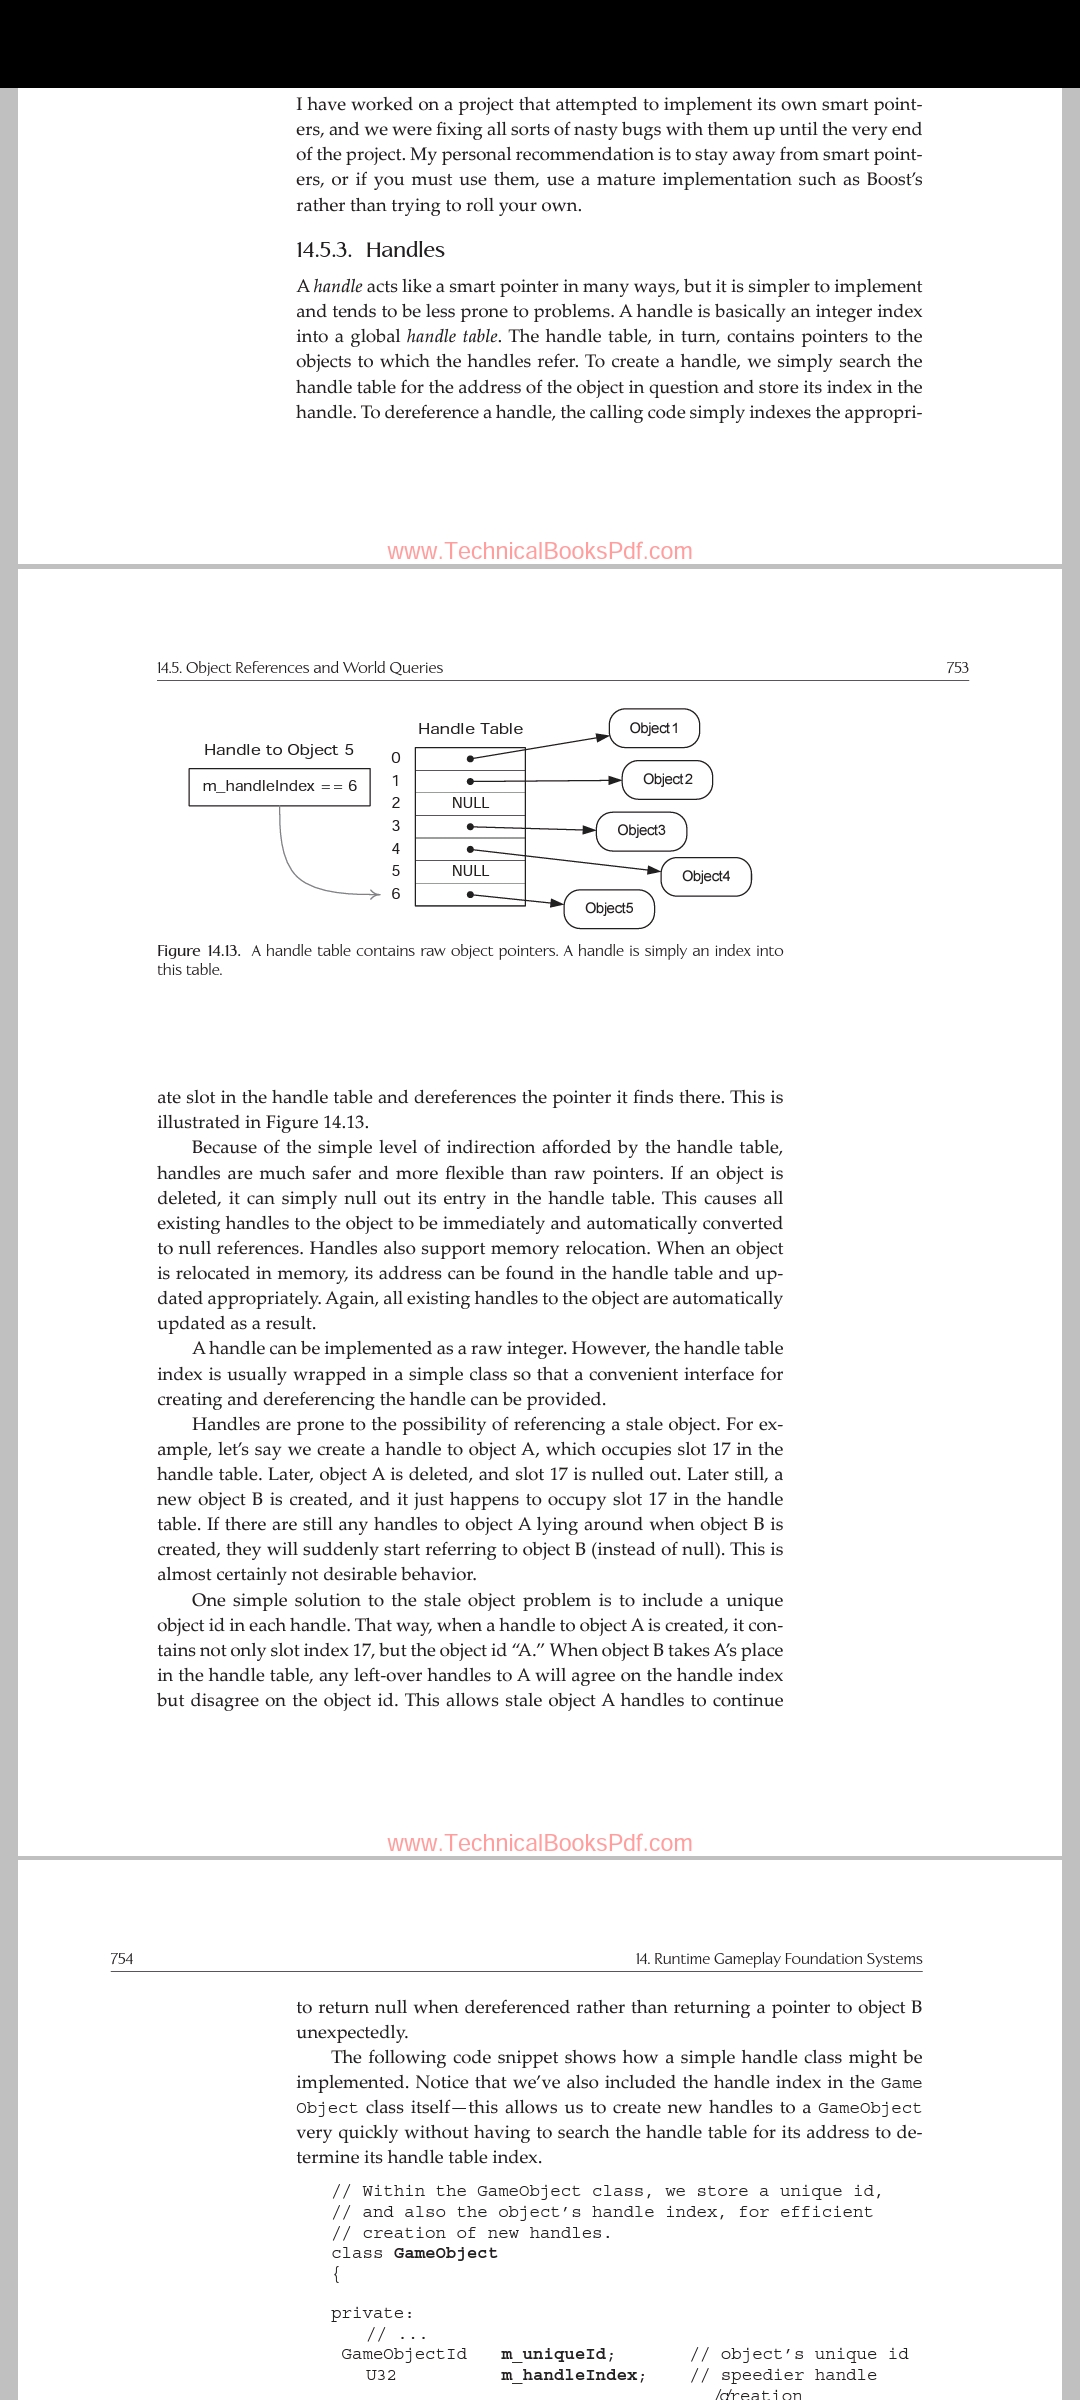 I have worked on a project that attempted to implement its own smart point-
ers, and we were fixing all sorts of nasty bugs with them up until the very end
of the project. My personal recommendation is to stay away from smart point-
ers, or if you must use them, use a mature implementation such as Boost's
rather than trying to roll your own.
14.5.3. Handles
A handle acts like a smart pointer in many ways, but it is simpler to implement
and tends to be less prone to problems. A handle is basically an integer index
into a global handle table. The handle table, in turn, contains pointers to the
objects to which the handles refer. To create a handle, we simply search the
handle table for the address of the object in question and store its index in the
handle. To dereference a handle, the calling code simply indexes the appropri-
www.TechnicalBooksPdf.com
14.5. Object References and World Queries 753
Handle to Object 5
m_handleIndex == 6
Handle Table
0
1
2 NULL
3
4
5 NULL
6
Object1
Object2
Object3
Object4
Object5
Figure 14.13. A handle table contains raw object pointers. A handle is simply an index into
this table.
ate slot in the handle table and dereferences the pointer it finds there. This is
illustrated in Figure 14.13.
Because of the simple level of indirection afforded by the handle table,
handles are much safer and more flexible than raw pointers. If an object is
deleted, it can simply null out its entry in the handle table. This causes all
existing handles to the object to be immediately and automatically converted
to null references. Handles also support memory relocation. When an object
is relocated in memory, its address can be found in the handle table and up-
dated appropriately. Again, all existing handles to the object are automatically
updated as a result.
A handle can be implemented as a raw integer. However, the handle table
index is usually wrapped in a simple class so that a convenient interface for
creating and dereferencing the handle can be provided.
Handles are prone to the possibility of referencing a stale object. For ex-
ample, let's say we create a handle to object A, which occupies slot 17 in the
handle table. Later, object A is deleted, and slot 17 is nulled out. Later still, a
new object B is created, and it just happens to occupy slot 17 in the handle
table. If there are still any handles to object A lying around when object B is
created, they will suddenly start referring to object B (instead of null). This is
almost certainly not desirable behavior.
One simple solution to the stale object problem is to include a unique
object id in each handle. That way, when a handle to object A is created, it con-
tains not only slot index 17, but the object id “A.” When object B takes A's place
in the handle table, any left-over handles to A will agree on the handle index
but disagree on the object id. This allows stale object A handles to continue
www.TechnicalBooksPdf.com
754 14. Runtime Gameplay Foundation Systems
to return null when dereferenced rather than returning a pointer to object B
unexpectedly.
The following code snippet shows how a simple handle class might be
implemented. Notice that we've also included the handle index in the Game
Object class itself—this allows us to create new handles to a GameObject
very quickly without having to search the handle table for its address to de-
termine its handle table index.
// Within the GameObject class, we store a unique id,
// and also the object's handle index, for efficient
// creation of new handles.
class GameObject
{
private:
// ...
GameObjectId m_uniqueId; // object's unique id
U32 m_handleIndex; // speedier handle